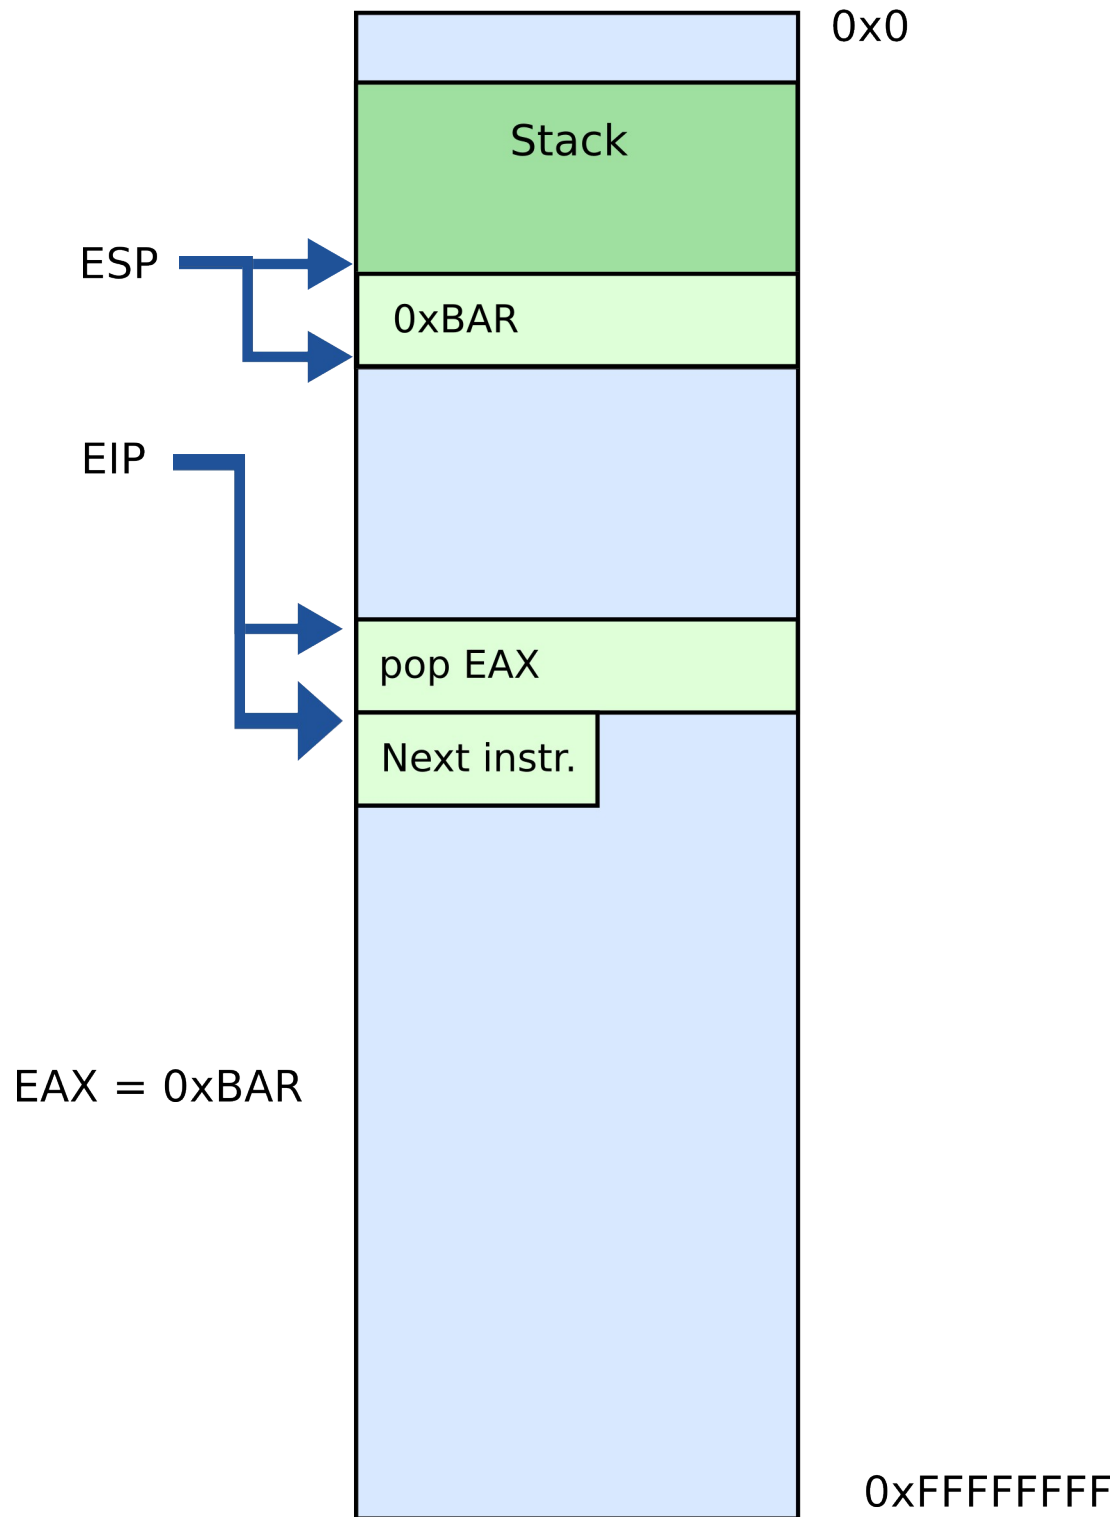 0x0
Stack
ESP
0xBAR
EIP
pop EAX
Next instr.
EAX = 0xBAR
0xFFFFFFFF